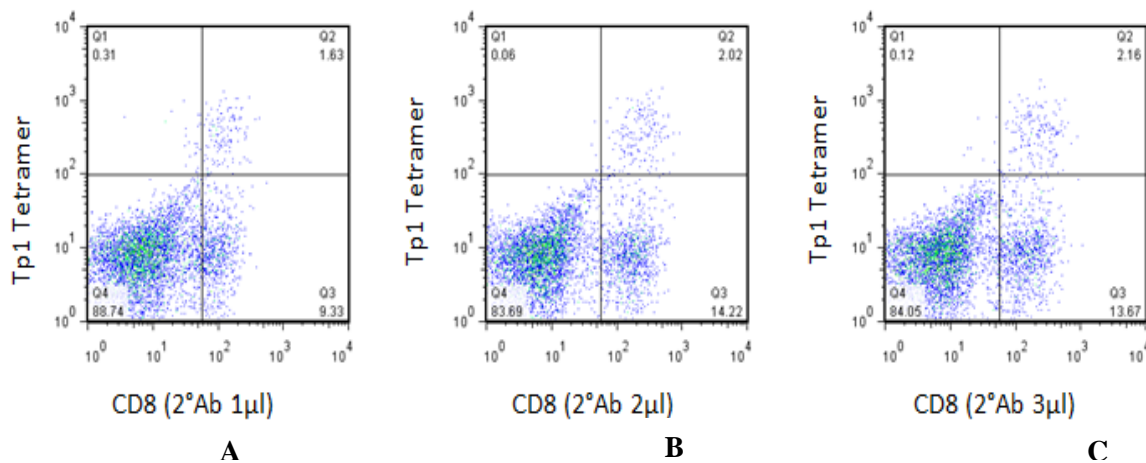 Tp1 Tetramer
10⁴
10³
10²
10¹
10⁰
Q1
0.31
Q2
1.63
Q4
88.74
Q3
9.33
0
10⁰ 10¹ 10² 10³ 10⁴
CD8 (2°Ab 1µl)
A
Tp1 Tetramer
10⁴
10³
10²
10¹
10⁰
Q1
0.06
Q2
2.02
Q4
83.69
Q3
14.22
10⁰ 10¹ 10² 10³ 10⁴
CD8 (2°Ab 2µl)
B
Tp1 Tetramer
10⁴
10³
10²
10¹
10⁰
Q1
0.12
Q2
2.16
Q4
84.05
Q3
13.67
10⁰ 10¹ 10² 10³ 10⁴
CD8 (2°Ab 3µl)
C